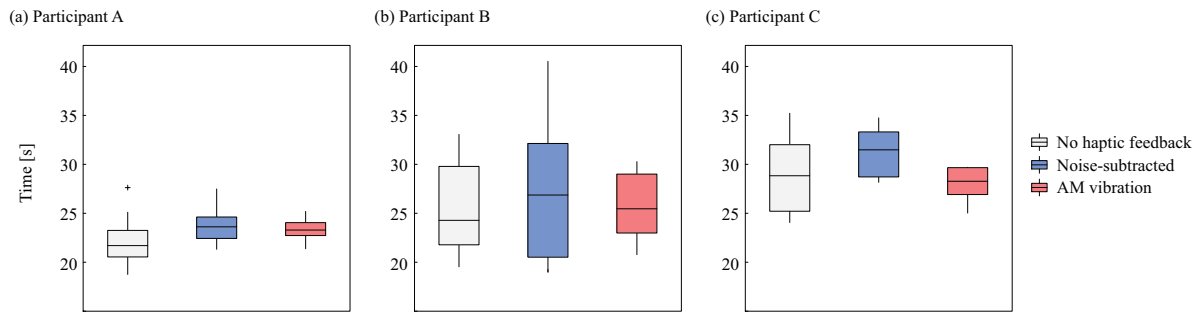 (a) Participant A
(b) Participant B
(c) Participant C
Time [s]
40
35
30
25
20
40
35
30
25
20
40
35
30
25
20
No haptic feedback
Noise-subtracted
AM vibration